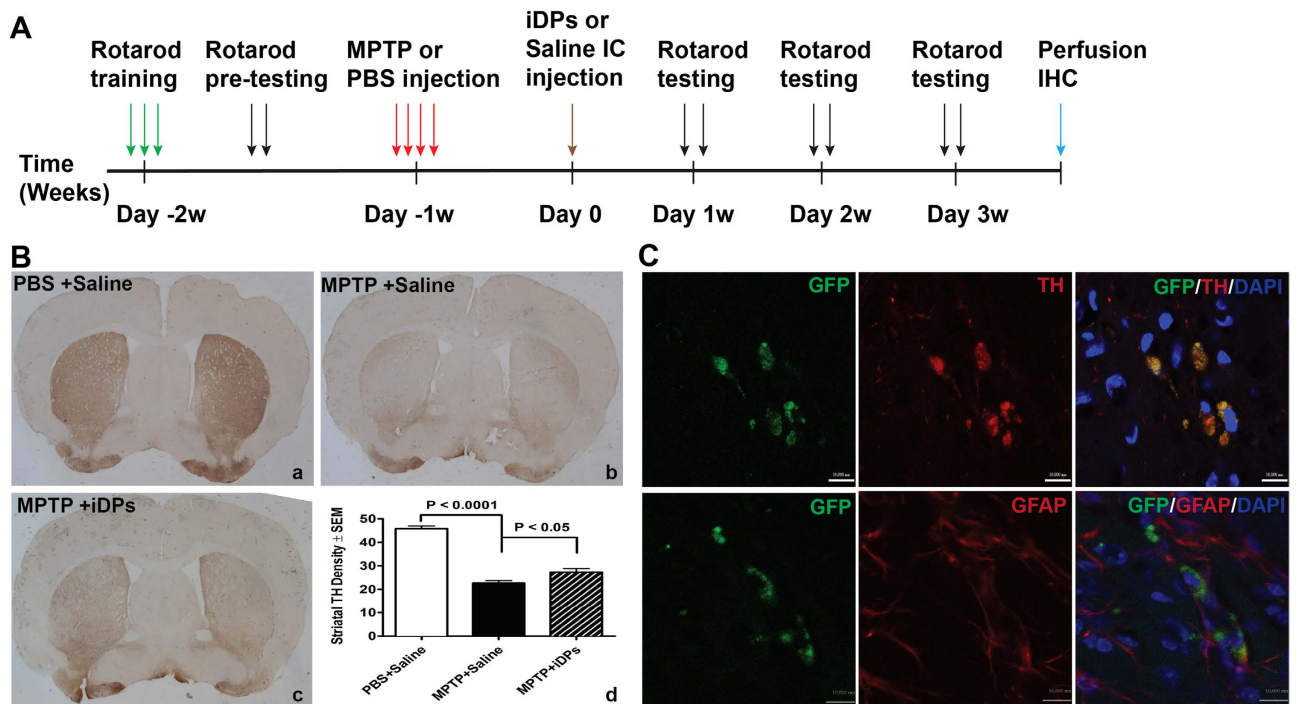 A
Rotarod
training
Rotarod
pre-testing
MPTP or
PBS injection
iDPs or
Saline IC
injection
Rotarod
testing
Rotarod
testing
Rotarod
testing
Perfusion
IHC
Time
(Weeks)
Day -2w
Day -1w
Day 0
Day 1w
Day 2w
Day 3w
B
PBS +Saline
a
MPTP +Saline
b
MPTP +iDPs
c
Striatal TH Density ± SEM
50
40
30
20
10
0
P < 0.0001
P < 0.05
PBS+Saline
MPTP+Saline
MPTP+iDPs
d
C
GFP
TH
GFP/TH/DAPI
GFP
GFAP
GFP/GFAP/DAPI